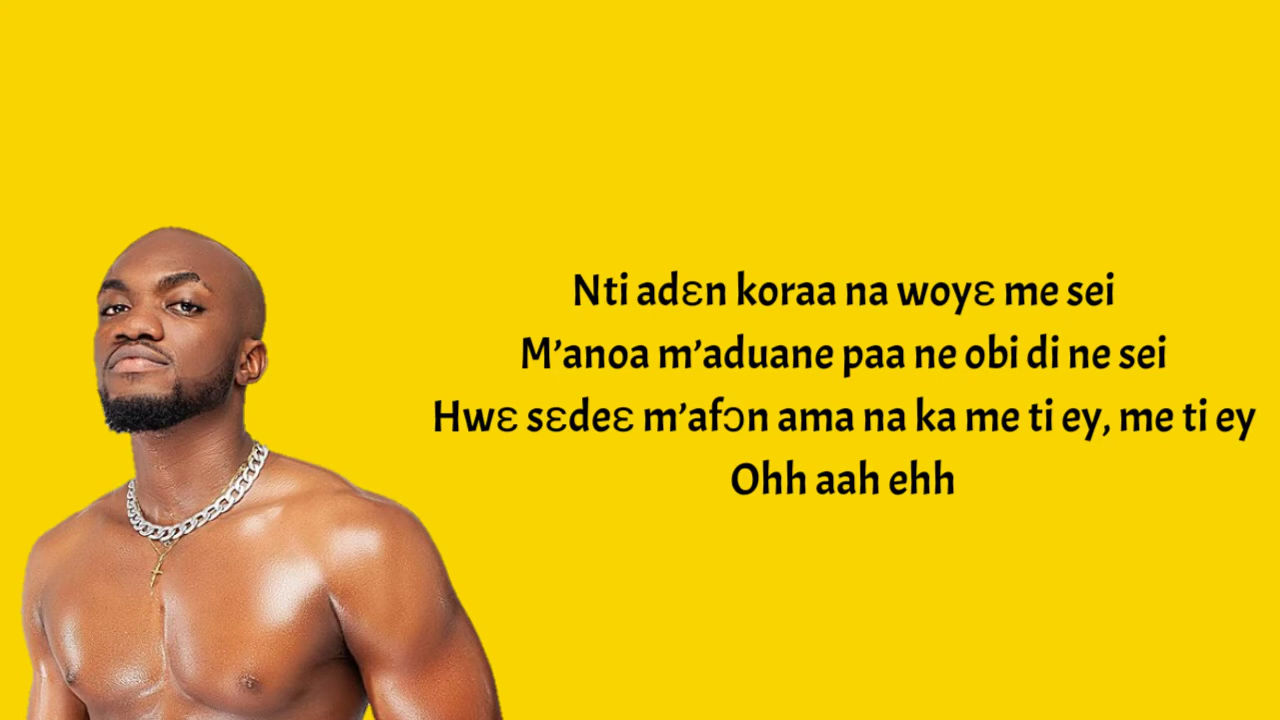 Nti adɛn koraa na woyɛ me sei
M’anoa m’aduane paa ne obi di ne sei
Hwɛ sɛdeɛ m’afɔn ama na ka me ti ey, me ti ey
Ohh aah ehh